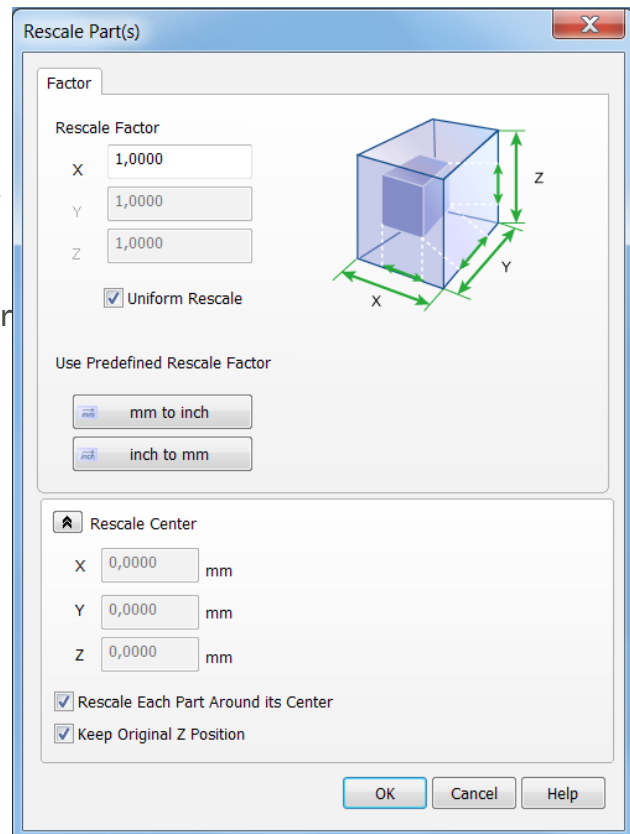 Rescale Part(s)
Factor
Rescale Factor
X 1,0000
Y 1,0000
Z 1,0000
Uniform Rescale
Z
Y
X
Use Predefined Rescale Factor
mm mm to inch
inch inch to mm
Rescale Center
X 0,0000 mm
Y 0,0000 mm
Z 0,0000 mm
Rescale Each Part Around its Center
Keep Original Z Position
OK Cancel Help